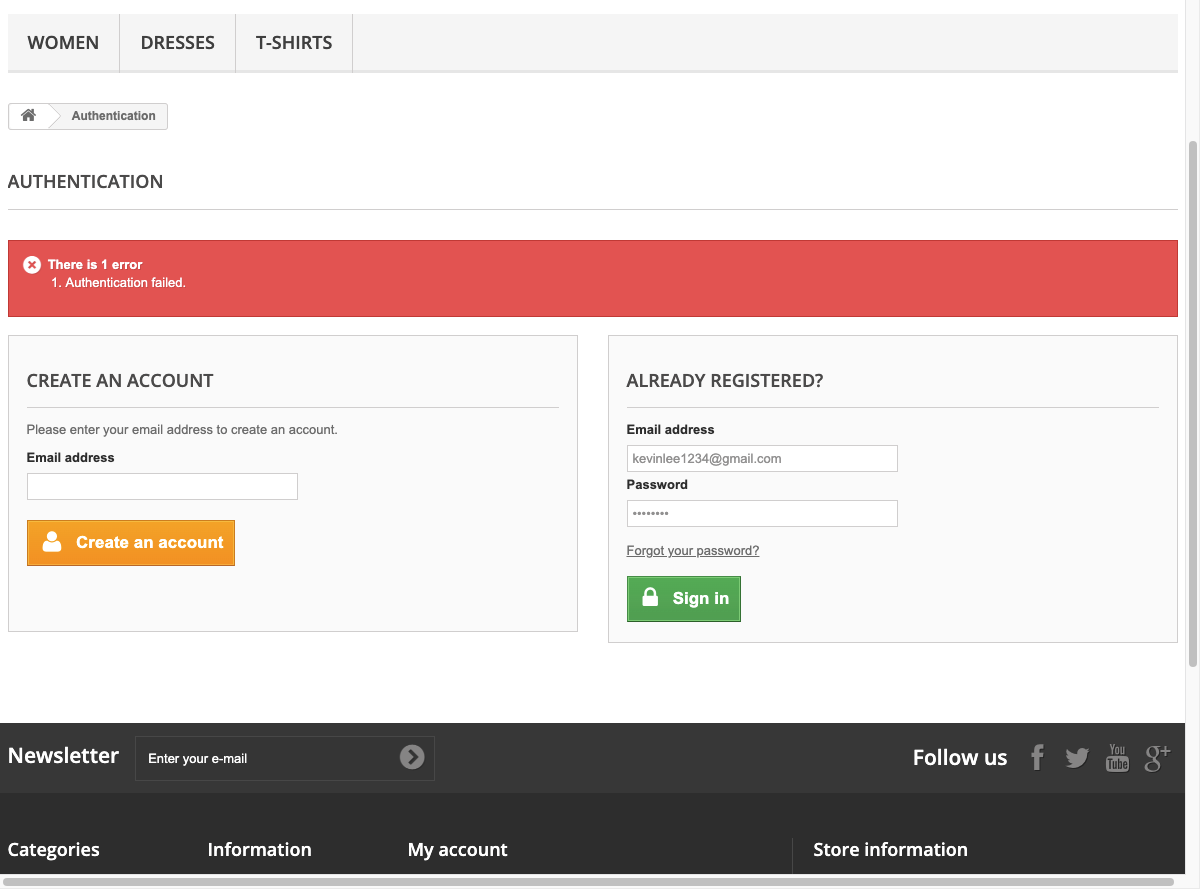 WOMEN
DRESSES
T-SHIRTS
Authentication
AUTHENTICATION
There is 1 error
1. Authentication failed.
CREATE AN ACCOUNT
Please enter your email address to create an account.
Email address
Create an account
ALREADY REGISTERED?
Email address
kevinlee1234@gmail.com
Password
••••••••
Forgot your password?
Sign in
Newsletter
Enter your e-mail
Follow us
You
Tube
g+
Categories
Information
My account
Store information